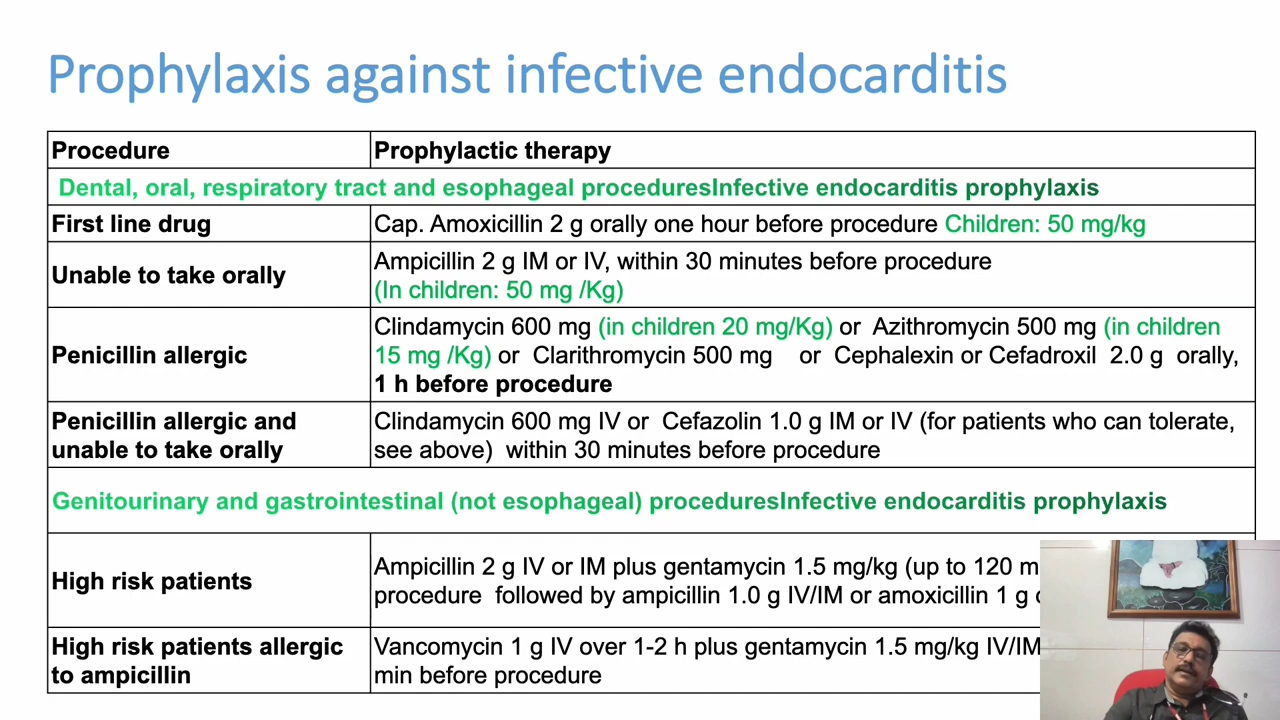 Prophylaxis against infective endocarditis
Procedure
Prophylactic therapy
Dental, oral, respiratory tract and esophageal proceduresInfective endocarditis prophylaxis
First line drug
Cap. Amoxicillin 2 g orally one hour before procedure Children: 50 mg/kg
Unable to take orally
Ampicillin 2 g IM or IV, within 30 minutes before procedure
(In children: 50 mg /Kg)
Penicillin allergic
Clindamycin 600 mg (in children 20 mg/Kg) or Azithromycin 500 mg (in children
15 mg /Kg) or Clarithromycin 500 mg or Cephalexin or Cefadroxil 2.0 g orally,
1 h before procedure
Penicillin allergic and
unable to take orally
Clindamycin 600 mg IV or Cefazolin 1.0 g IM or IV (for patients who can tolerate,
see above) within 30 minutes before procedure
Genitourinary and gastrointestinal (not esophageal) proceduresInfective endocarditis prophylaxis
High risk patients
Ampicillin 2 g IV or IM plus gentamycin 1.5 mg/kg (up to 120 m
procedure followed by ampicillin 1.0 g IV/IM or amoxicillin 1 g
High risk patients allergic
to ampicillin
Vancomycin 1 g IV over 1-2 h plus gentamycin 1.5 mg/kg IV/IM
min before procedure